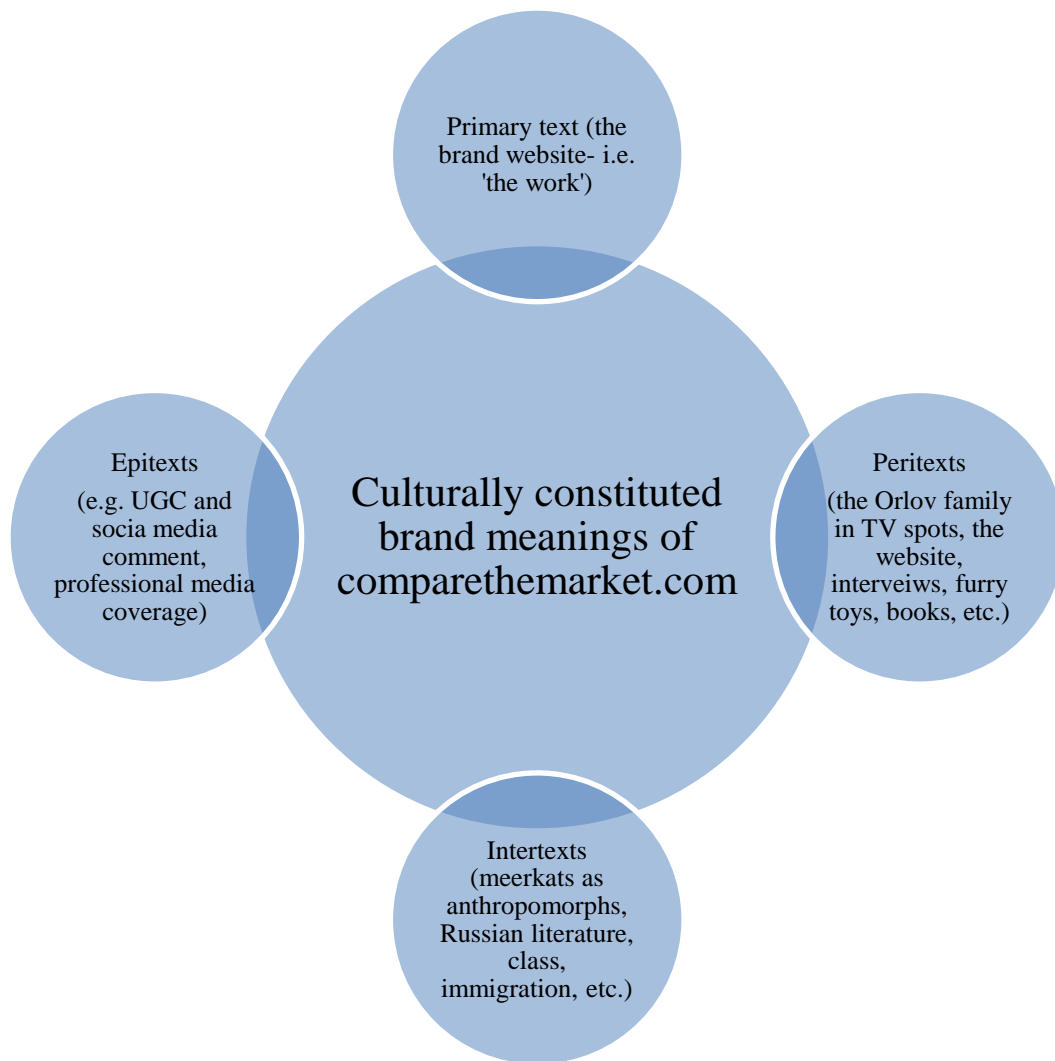 Primary text (the
brand website- i.e.
'the work')
Epitexts
(e.g. UGC and
socia media
comment,
professional media
coverage)
Culturally constituted
brand meanings of
comparethemarket.com
Peritexts
(the Orlov family
in TV spots, the
website,
interveiws, furry
toys, books, etc.)
Intertexts
(meerkats as
anthropomorphs,
Russian literature,
class,
immigration, etc.)